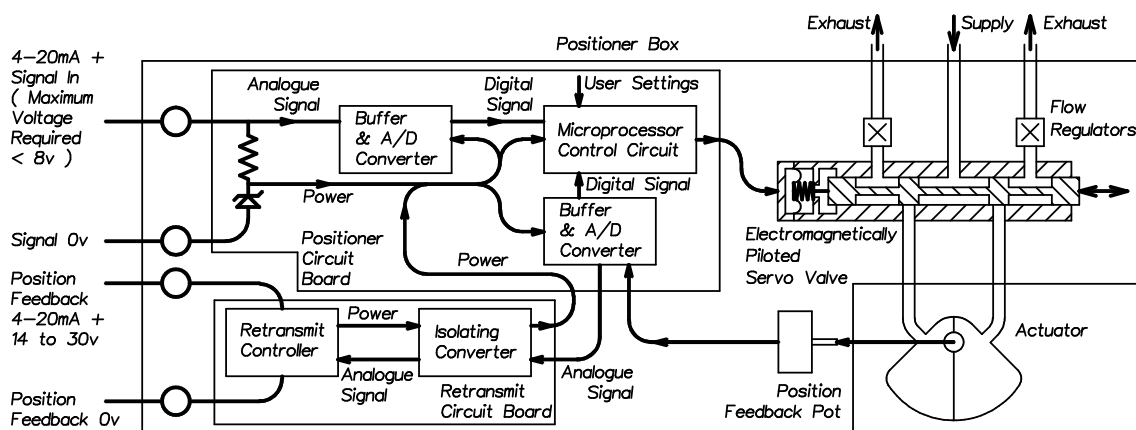 Exhaust
Supply
Exhaust
Positioner Box
4-20mA +
Signal In
( Maximum
Voltage
Required
< 8v )
Analogue
Signal
Digital
Signal
User Settings
Buffer
& A/D
Converter
Microprocessor
Control Circuit
Flow
Regulators
Power
Digital Signal
Buffer
& A/D
Converter
Signal 0v
Positioner
Circuit
Board
Power
Electromagnetically
Piloted
Servo Valve
Position
Feedback
4-20mA +
14 to 30v
Retransmit
Controller
Power
Isolating
Converter
Analogue
Signal
Analogue
Signal
Retransmit
Circuit Board
Actuator
Position
Feedback Pot
Position
Feedback 0v